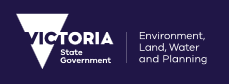 VICTORIA
State
Government
Environment,
Land, Water
and Planning